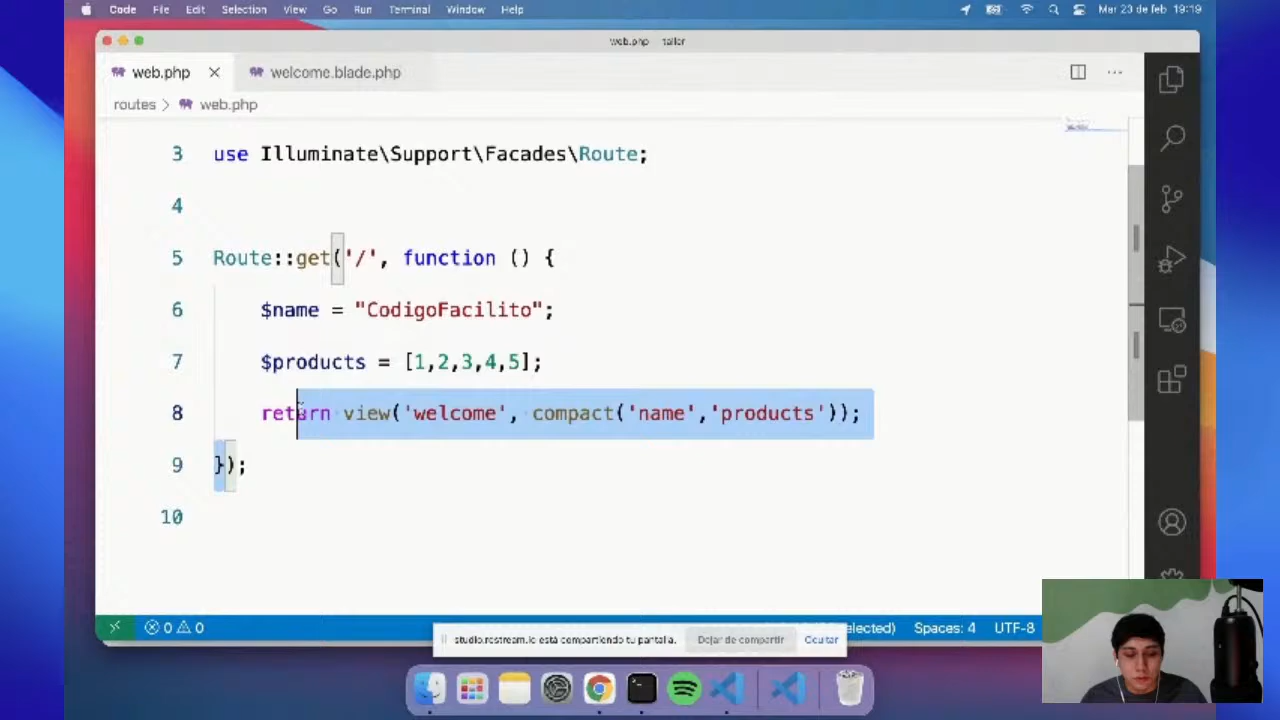 Code File Edit Selection View Go Run Terminal Window Help Mar 23 de feb 19:19
web.php — taller
web.php welcome.blade.php
routes > web.php
3 use Illuminate\Support\Facades\Route;
4
5 Route::get('/', function () {
6 $name = "CodigoFacilito";
7 $products = [1,2,3,4,5];
8 return view('welcome', compact('name','products'));
9 });
10
0 0 selected) Spaces: 4 UTF-8
studio.restream.io está compartiendo tu pantalla. Dejar de compartir Ocultar